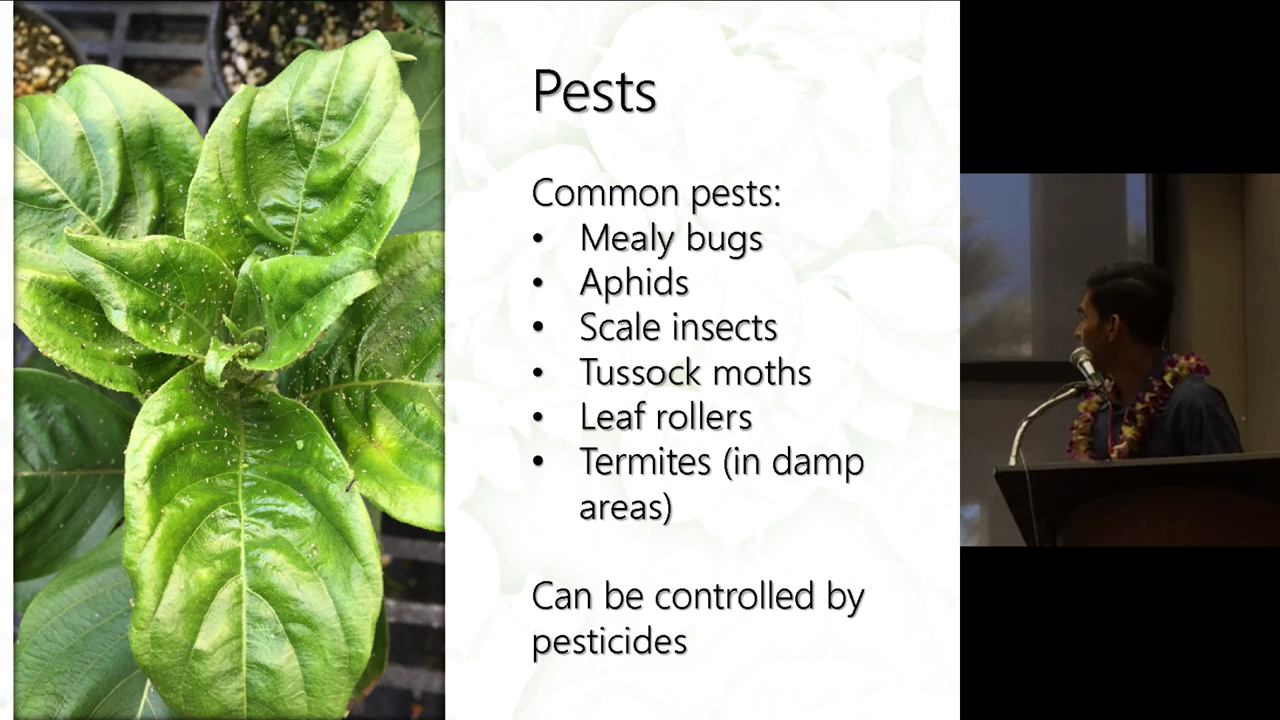 Pests
Common pests:
• Mealy bugs
• Aphids
• Scale insects
• Tussock moths
• Leaf rollers
• Termites (in damp
areas)
Can be controlled by
pesticides